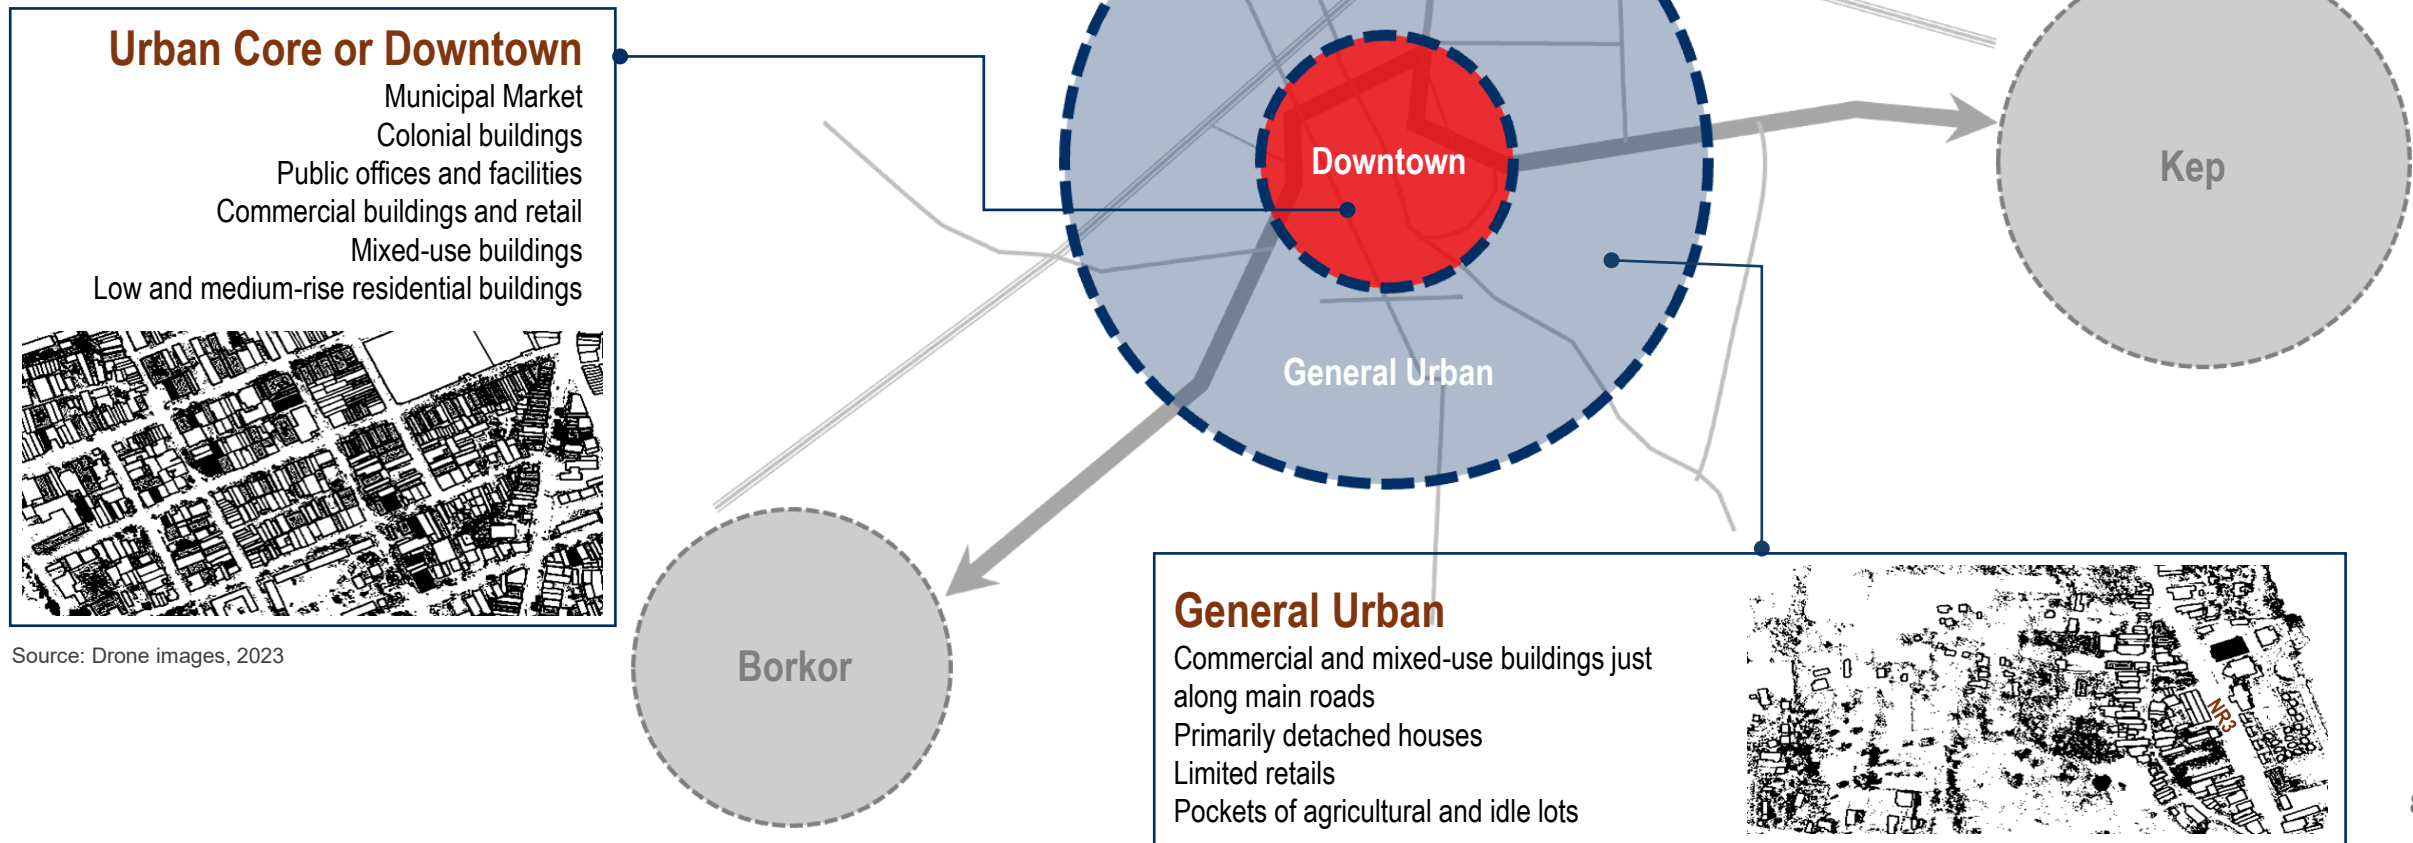 Urban Core or Downtown
Municipal Market
Colonial buildings
Public offices and facilities
Commercial buildings and retail
Mixed-use buildings
Low and medium-rise residential buildings
Source: Drone images, 2023
Downtown
General Urban
Kep
Borkor
General Urban
Commercial and mixed-use buildings just
along main roads
Primarily detached houses
Limited retails
Pockets of agricultural and idle lots
NR3